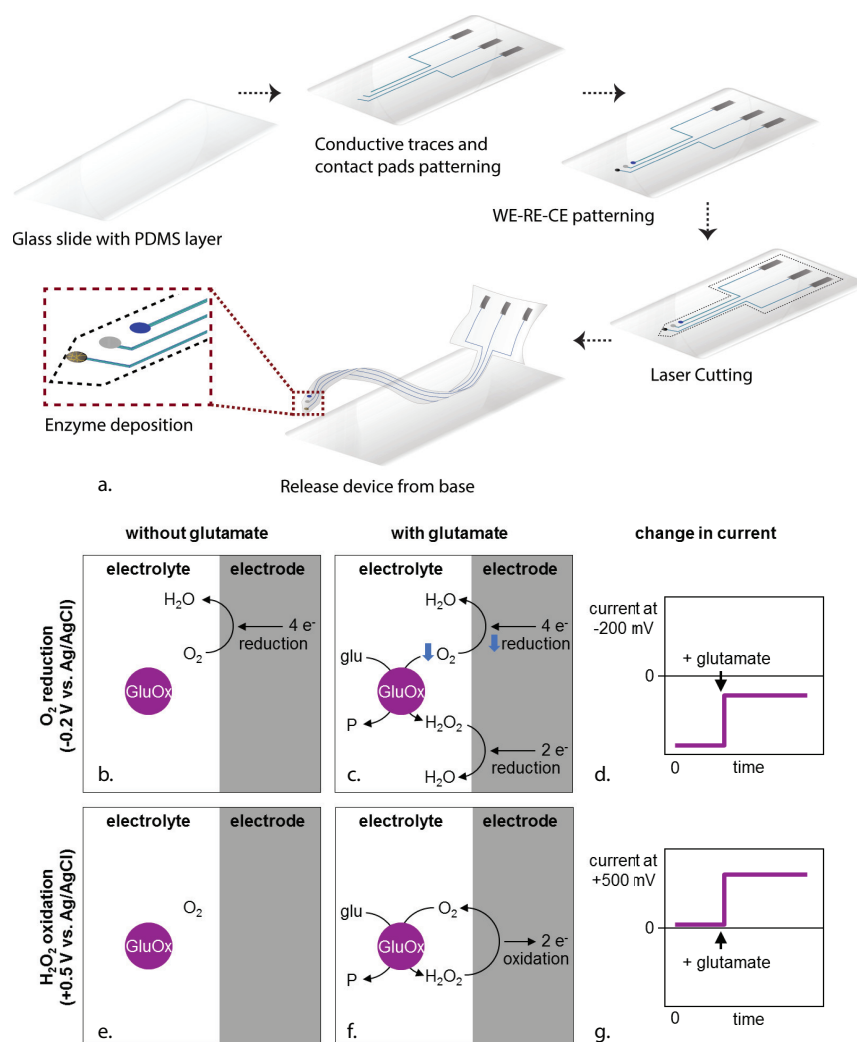 Glass slide with PDMS layer
Conductive traces and
contact pads patterning
WE-RE-CE patterning
Laser Cutting
Release device from base
Enzyme deposition
a.
without glutamate
with glutamate
change in current
O₂ reduction
(-0.2 V vs. Ag/AgCl)
electrolyte
electrode
H₂O
4 e⁻
reduction
O₂
GluOx
b.
electrolyte
electrode
H₂O
4 e⁻
reduction
glu
O₂
GluOx
P
H₂O₂
2 e⁻
reduction
H₂O
c.
current at
-200 mV
+ glutamate
0
0
time
d.
H₂O₂ oxidation
(+0.5 V vs. Ag/AgCl)
electrolyte
electrode
O₂
GluOx
e.
electrolyte
electrode
glu
O₂
GluOx
2 e⁻
oxidation
P
H₂O₂
f.
current at
+500 mV
0
+ glutamate
0
time
g.